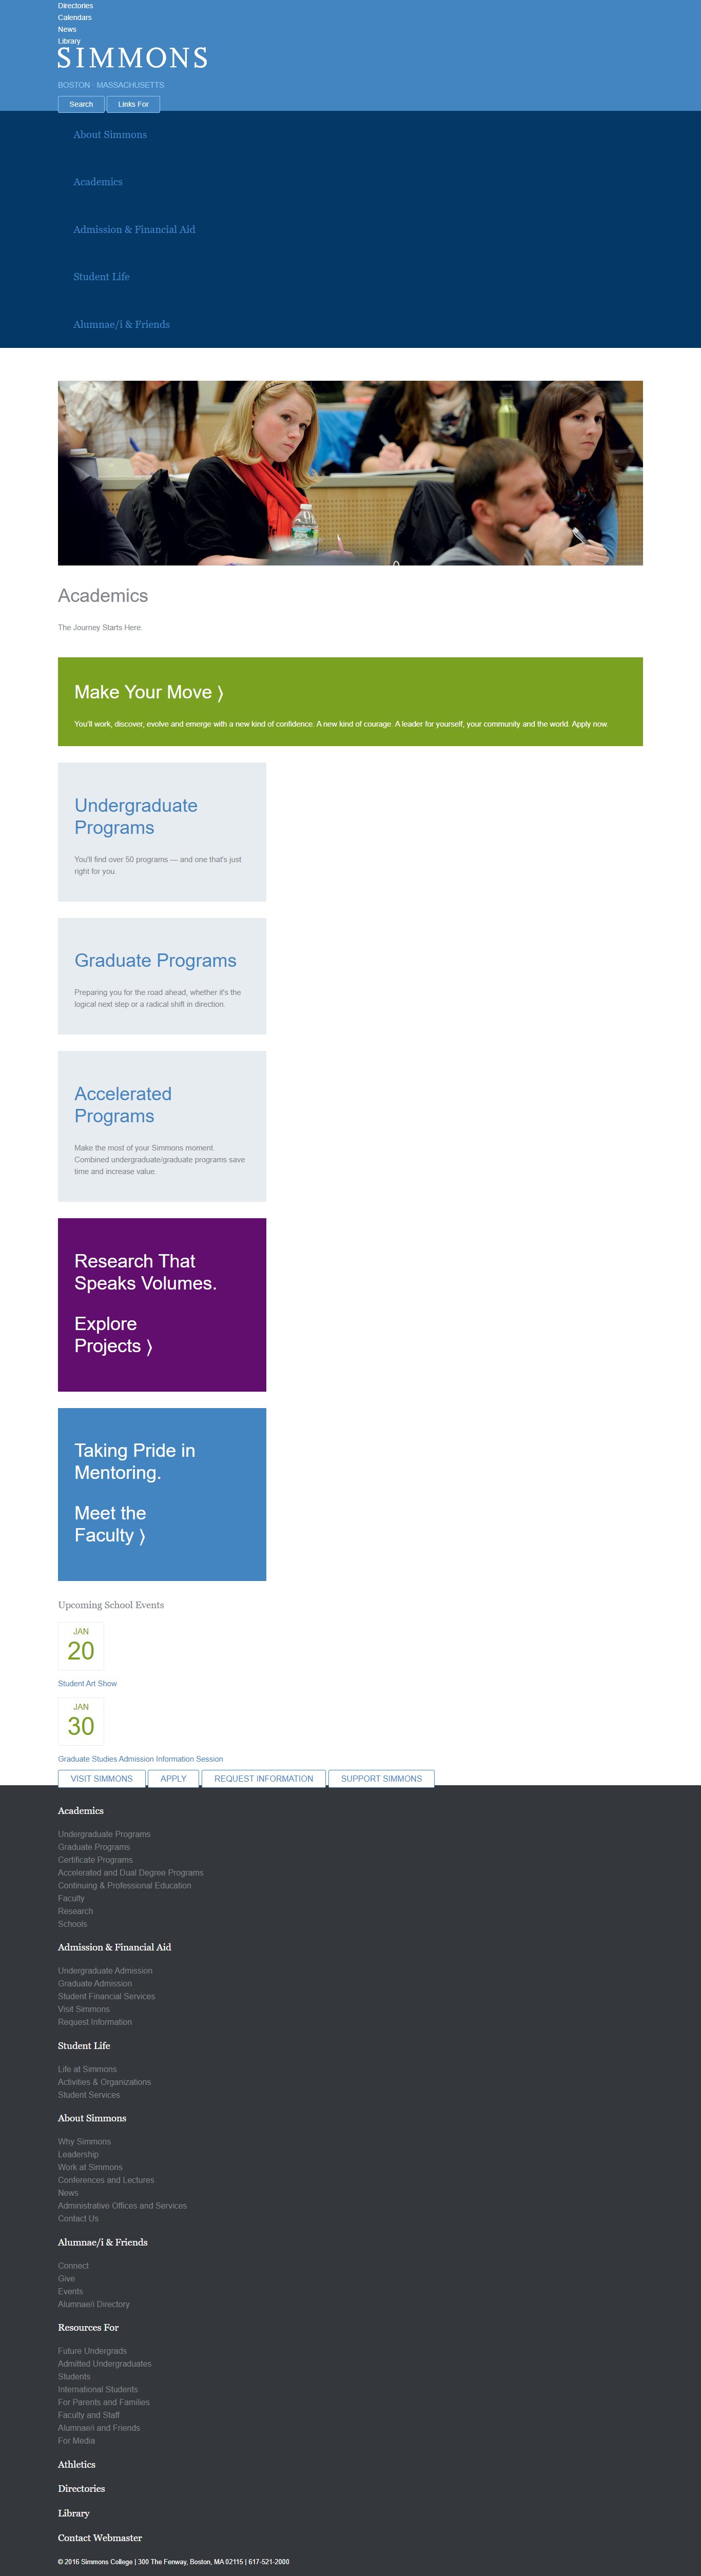 Directories
Calendars
News
Library
SIMMONS
BOSTON · MASSACHUSETTS
Search Links For
About Simmons
Academics
Admission & Financial Aid
Student Life
Alumnae/i & Friends
Academics
The Journey Starts Here.
Make Your Move ⟩
You'll work, discover, evolve and emerge with a new kind of confidence. A new kind of courage. A leader for yourself, your community and the world. Apply now.
Undergraduate
Programs
You'll find over 50 programs — and one that's just
right for you.
Graduate Programs
Preparing you for the road ahead, whether it's the
logical next step or a radical shift in direction.
Accelerated
Programs
Make the most of your Simmons moment.
Combined undergraduate/graduate programs save
time and increase value.
Research That
Speaks Volumes.
Explore
Projects ⟩
Taking Pride in
Mentoring.
Meet the
Faculty ⟩
Upcoming School Events
JAN
20
Student Art Show
JAN
30
Graduate Studies Admission Information Session
VISIT SIMMONS APPLY REQUEST INFORMATION SUPPORT SIMMONS
Academics
Undergraduate Programs
Graduate Programs
Certificate Programs
Accelerated and Dual Degree Programs
Continuing & Professional Education
Faculty
Research
Schools
Admission & Financial Aid
Undergraduate Admission
Graduate Admission
Student Financial Services
Visit Simmons
Request Information
Student Life
Life at Simmons
Activities & Organizations
Student Services
About Simmons
Why Simmons
Leadership
Work at Simmons
Conferences and Lectures
News
Administrative Offices and Services
Contact Us
Alumnae/i & Friends
Connect
Give
Events
Alumnae/i Directory
Resources For
Future Undergrads
Admitted Undergraduates
Students
International Students
For Parents and Families
Faculty and Staff
Alumnae/i and Friends
For Media
Athletics
Directories
Library
Contact Webmaster
© 2016 Simmons College | 300 The Fenway, Boston, MA 02115 | 617-521-2000